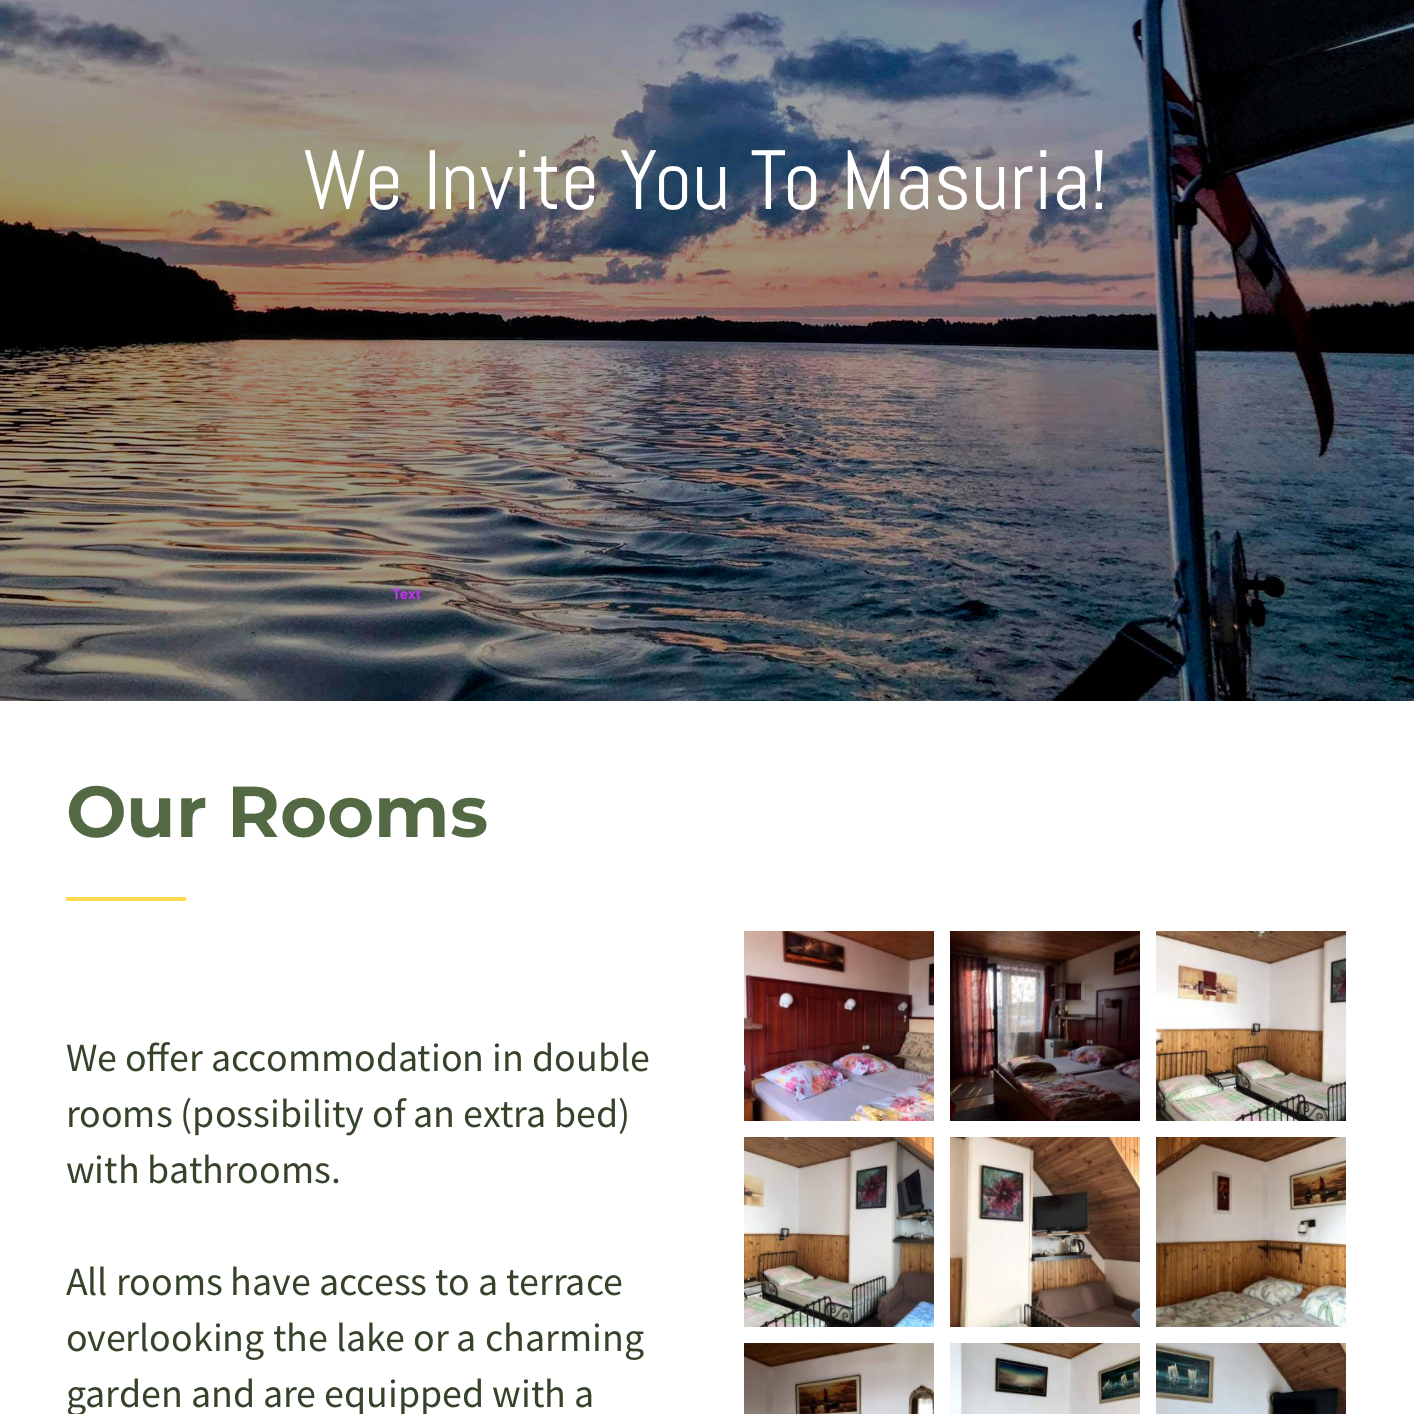 We Invite You To Masuria!
Text
Our Rooms
We offer accommodation in double
rooms (possibility of an extra bed)
with bathrooms.
All rooms have access to a terrace
overlooking the lake or a charming
garden and are equipped with a